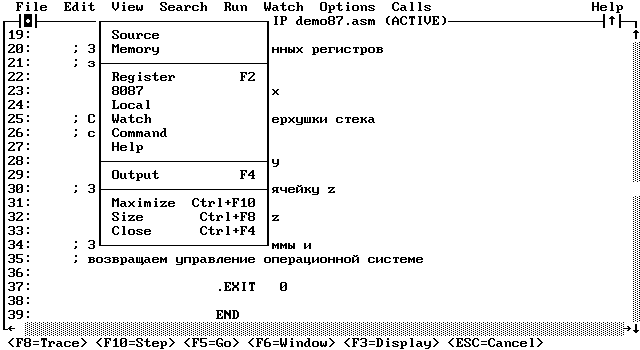 File Edit View Search Run Watch Options Calls Help
IP demo87.asm (ACTIVE)
19: Source
20: ; З Memory нных регистров
21: ; з
22: Register F2
23: 8087 x
24: Local
25: ; С Watch ерхушки стека
26: ; с Command
27: Help
28: y
29: Output F4
30: ; З ячейку z
31: Maximize Ctrl+F10
32: Size Ctrl+F8 z
33: Close Ctrl+F4
34: ; З ммы и
35: ; возвращаем управление операционной системе
36:
37: .EXIT 0
38:
39: END
<F8=Trace> <F10=Step> <F5=Go> <F6=Window> <F3=Display> <ESC=Cancel>